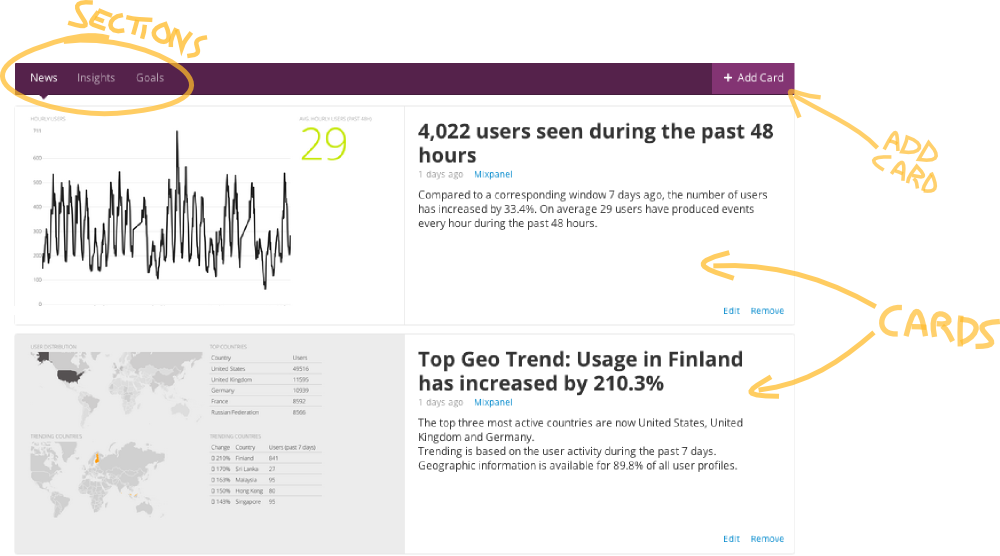 SECTIONS
News Insights Goals
+ Add Card
ADD
CARD
HOURLY USERS
AVG. HOURLY USERS (PAST 48H)
29
600
500
400
300
200
100
0
4,022 users seen during the past 48
hours
1 days ago Mixpanel
Compared to a corresponding window 7 days ago, the number of users
has increased by 33.4%. On average 29 users have produced events
every hour during the past 48 hours.
Edit Remove
CARDS
USER DISTRIBUTION
TOP COUNTRIES
Country Users
United States 49516
United Kingdom 11595
Germany 10939
France 8592
Russian Federation 8566
TRENDING COUNTRIES
TRENDING COUNTRIES
Change Country Users (past 7 days)
210% Finland 841
170% Sri Lanka 27
163% Malaysia 95
150% Hong Kong 80
143% Singapore 95
Top Geo Trend: Usage in Finland
has increased by 210.3%
1 days ago Mixpanel
The top three most active countries are now United States, United
Kingdom and Germany.
Trending is based on the user activity during the past 7 days.
Geographic information is available for 89.8% of all user profiles.
Edit Remove